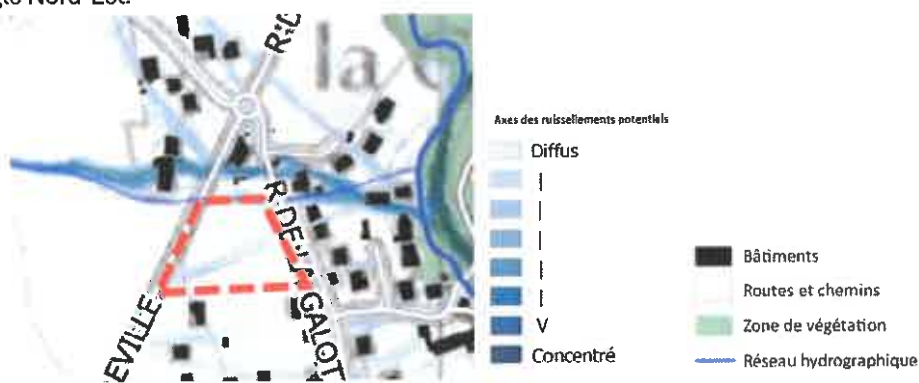 Nord-Est.
R.D
la
R.DE LA GALOT
EVILLE
Axes des ruissellements potentiels
Diffus
V
Concentré
Bâtiments
Routes et chemins
Zone de végétation
Réseau hydrographique